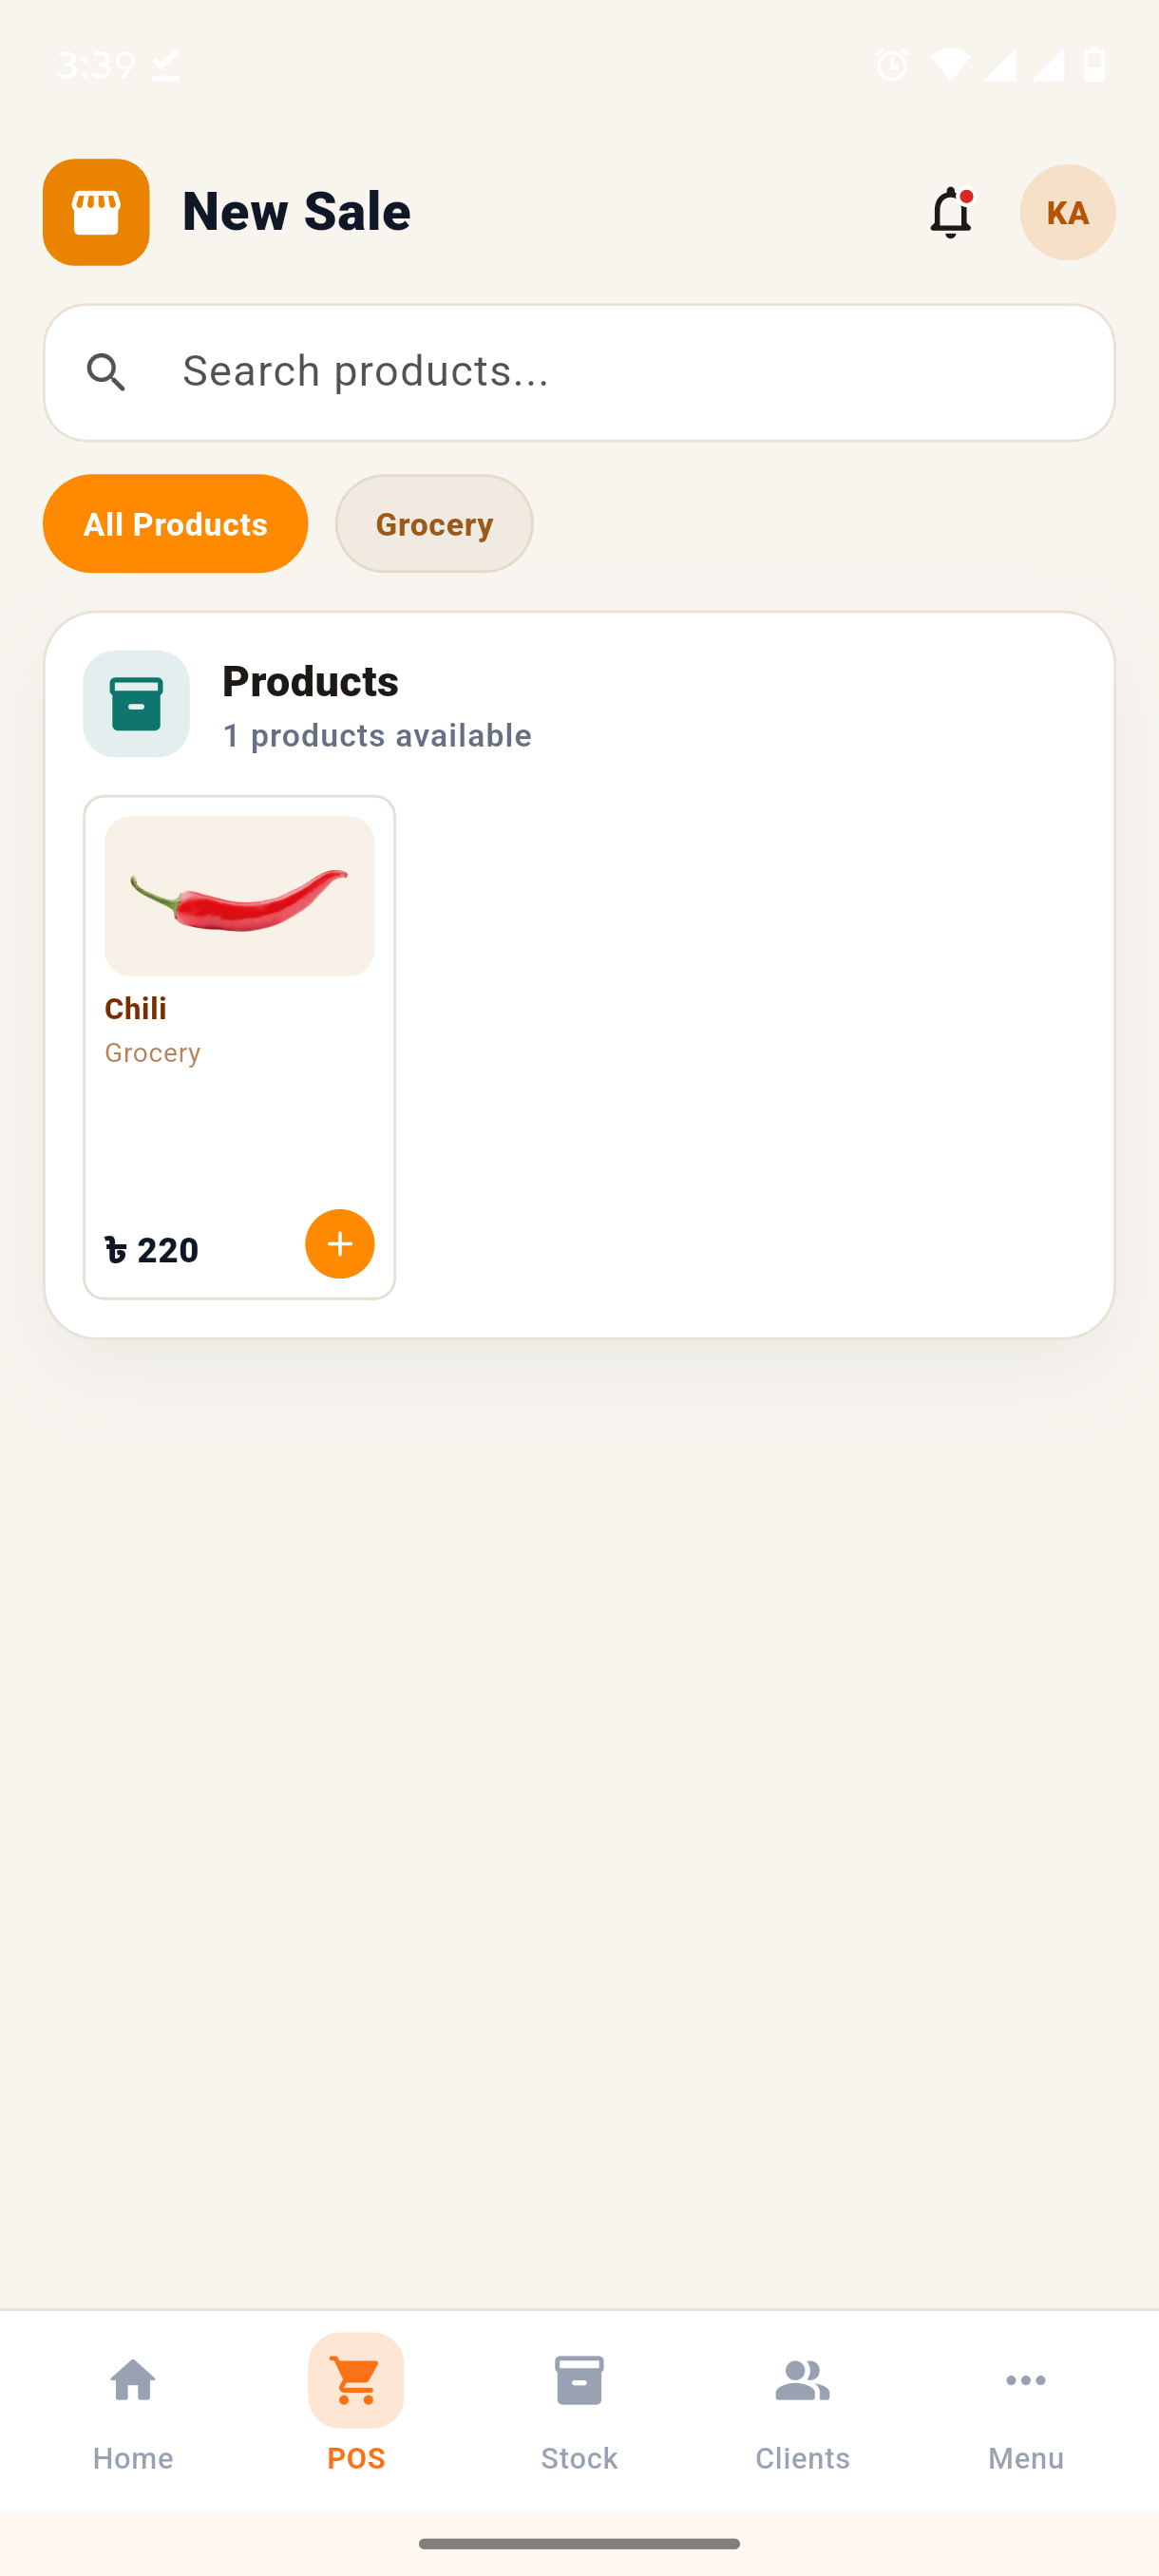 3:39
New Sale
KA
Search products...
All Products
Grocery
Products
1 products available
Chili
Grocery
৳ 220
Home
POS
Stock
Clients
Menu